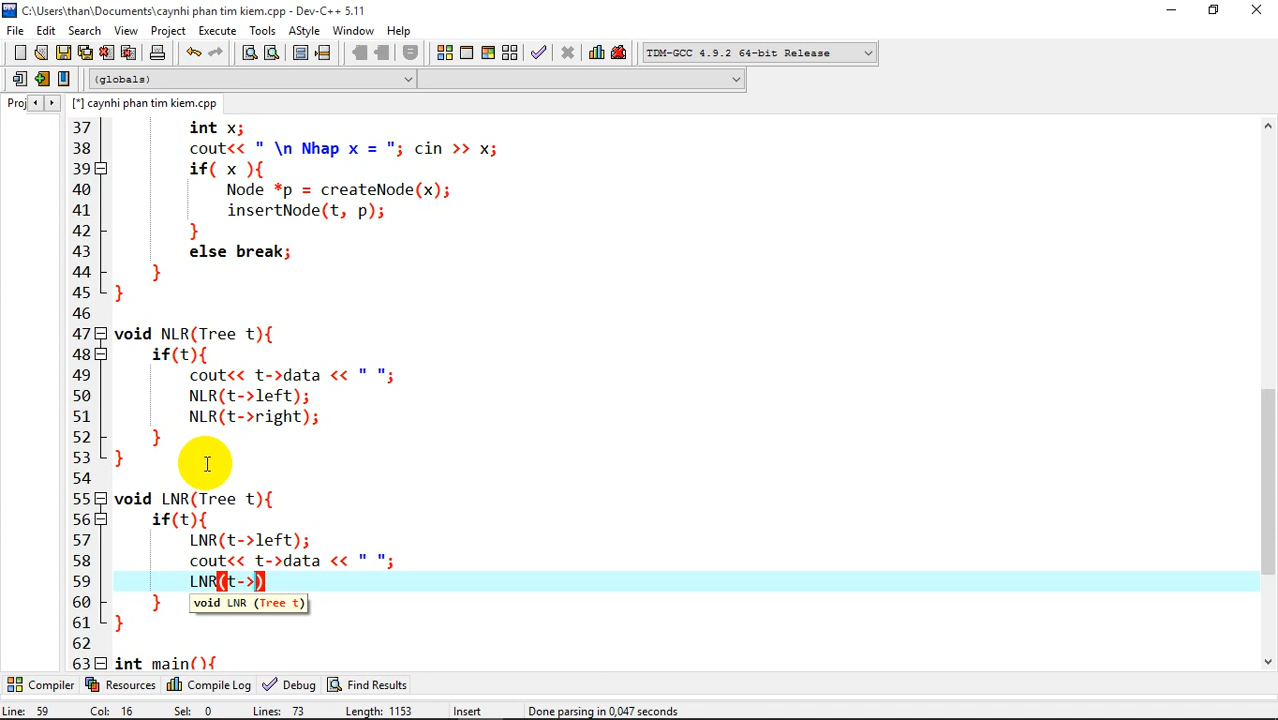 C:\Users\than\Documents\caynhi phan tim kiem.cpp - Dev-C++ 5.11
File Edit Search View Project Execute Tools AStyle Window Help
TDM-GCC 4.9.2 64-bit Release
(globals)
Proj
[*] caynhi phan tim kiem.cpp
37 int x;
38 cout<< " \n Nhap x = "; cin >> x;
39 if( x ){
40 Node *p = createNode(x);
41 insertNode(t, p);
42 }
43 else break;
44 }
45 }
46
47 void NLR(Tree t){
48 if(t){
49 cout<< t->data << " ";
50 NLR(t->left);
51 NLR(t->right);
52 }
53 }
54
55 void LNR(Tree t){
56 if(t){
57 LNR(t->left);
58 cout<< t->data << " ";
59 LNR(t->)
60 }
void LNR (Tree t)
61 }
62
63 int main(){
Compiler Resources Compile Log Debug Find Results
Line: 59 Col: 16 Sel: 0 Lines: 73 Length: 1153 Insert Done parsing in 0,047 seconds